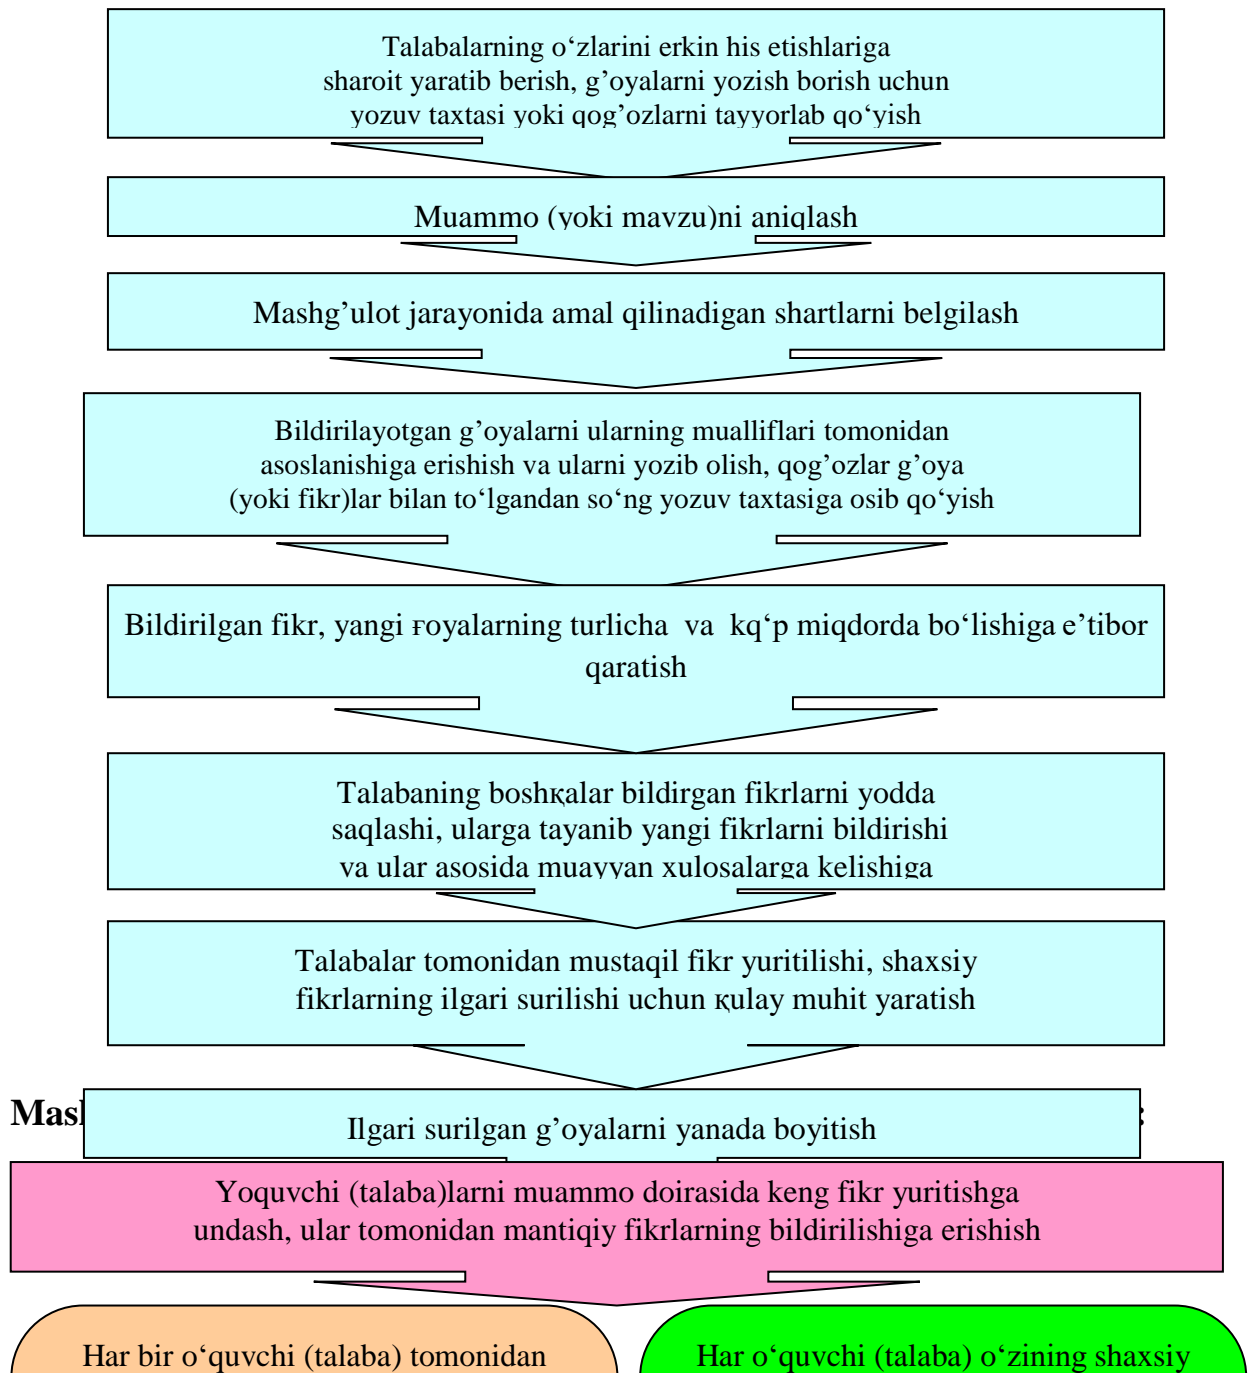 Talabalarning o‘zlarini erkin his etishlariga
sharoit yaratib berish, g’oyalarni yozish borish uchun
yozuv taxtasi yoki qog’ozlarni tayyorlab qo‘yish
Muammo (yoki mavzu)ni aniqlash
Mashg’ulot jarayonida amal qilinadigan shartlarni belgilash
Bildirilayotgan g’oyalarni ularning mualliflari tomonidan
asoslanishiga erishish va ularni yozib olish, qog’ozlar g’oya
(yoki fikr)lar bilan to‘lgandan so‘ng yozuv taxtasiga osib qo‘yish
Bildirilgan fikr, yangi ғoyalarning turlicha va kq‘p miqdorda bo‘lishiga e’tibor
qaratish
Talabaning boshқalar bildirgan fikrlarni yodda
saqlashi, ularga tayanib yangi fikrlarni bildirishi
va ular asosida muayyan xulosalarga kelishiga
Talabalar tomonidan mustaqil fikr yuritilishi, shaxsiy
fikrlarning ilgari surilishi uchun қulay muhit yaratish
Ilgari surilgan g’oyalarni yanada boyitish
Yoquvchi (talaba)larni muammo doirasida keng fikr yuritishga
undash, ular tomonidan mantiqiy fikrlarning bildirilishiga erishish
Har bir o‘quvchi (talaba) tomonidan
Har o‘quvchi (talaba) o‘zining shaxsiy